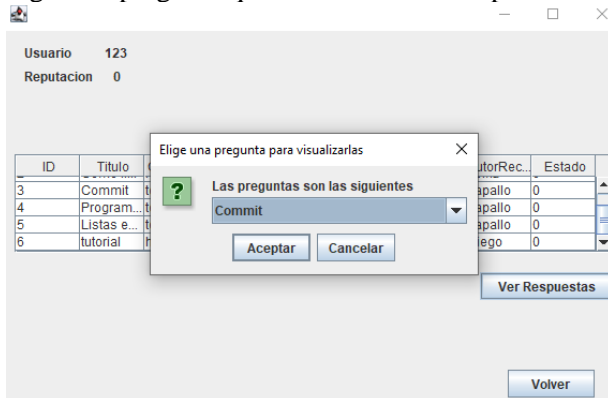 Usuario 123
Reputacion 0
Elige una pregunta para visualizarlas
Las preguntas son las siguientes
Commit
Aceptar Cancelar
ID Titulo utorRec... Estado
3 Commit apallo 0
4 Program... apallo 0
5 Listas e... apallo 0
6 tutorial iego 0
Ver Respuestas
Volver